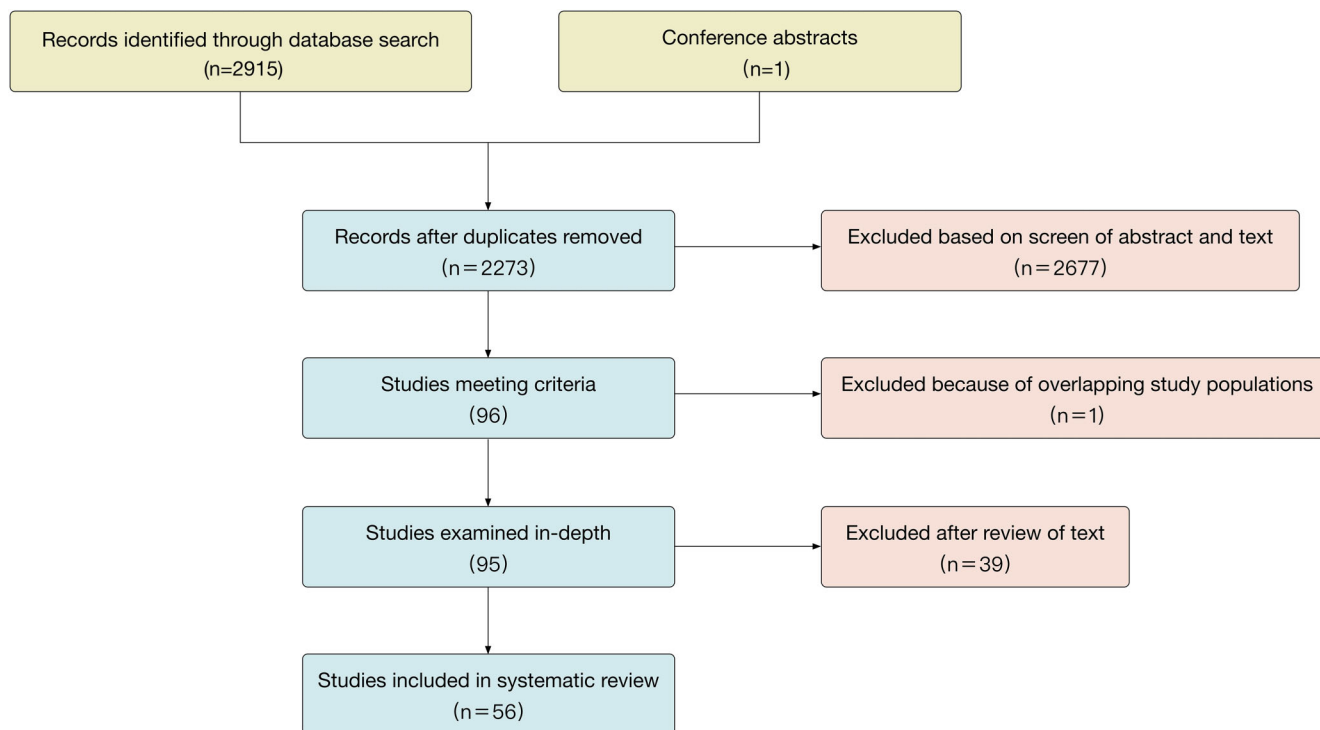 Records identified through database search
(n=2915)
Conference abstracts
(n=1)
Records after duplicates removed
(n=2273)
Excluded based on screen of abstract and text
(n=2677)
Studies meeting criteria
(96)
Excluded because of overlapping study populations
(n=1)
Studies examined in-depth
(95)
Excluded after review of text
(n=39)
Studies included in systematic review
(n=56)